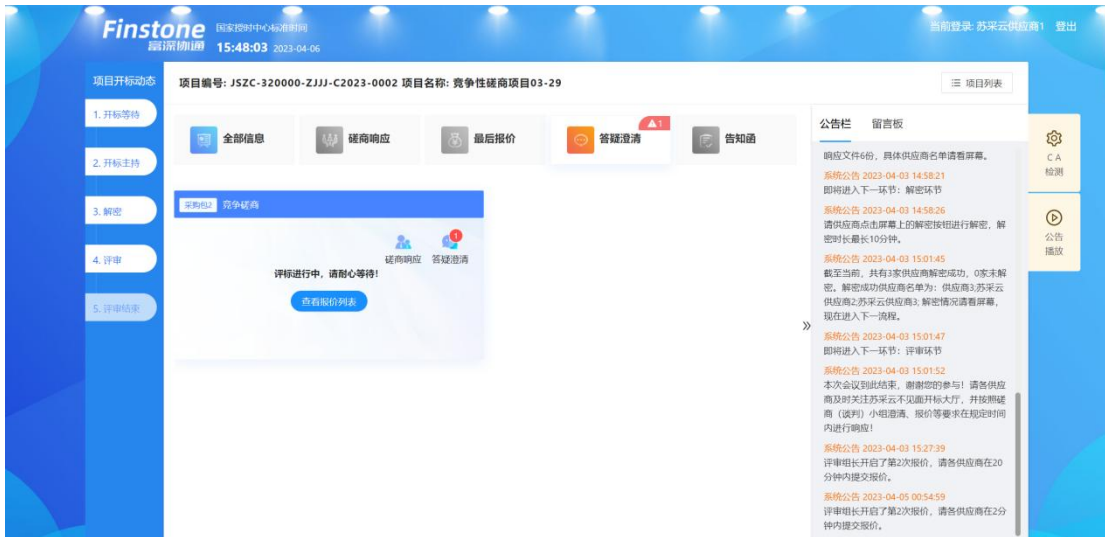 Finstone
富深协通
国家授时中心标准时间
15:48:03 2023-04-06
当前登录: 苏采云供应商1 登出
项目开标动态
1. 开标等待
2. 开标主持
3. 解密
4. 评审
5. 评审结束
项目编号: JSZC-320000-ZJJJ-C2023-0002 项目名称: 竞争性磋商项目03-29
项目列表
全部信息
磋商响应
最后报价
1
答疑澄清
告知函
采购包2 竞争磋商
1
磋商响应 答疑澄清
评标进行中，请耐心等待!
查看报价列表
»
公告栏 留言板
响应文件6份，具体供应商名单请看屏幕。
系统公告 2023-04-03 14:58:21
即将进入下一环节：解密环节
系统公告 2023-04-03 14:58:26
请供应商点击屏幕上的解密按钮进行解密，解
密时长最长10分钟。
系统公告 2023-04-03 15:01:45
截至当前，共有3家供应商解密成功，0家未解
密。解密成功供应商名单为：供应商3;苏采云
供应商2;苏采云供应商3; 解密情况请看屏幕，
现在进入下一流程。
系统公告 2023-04-03 15:01:47
即将进入下一环节：评审环节
系统公告 2023-04-03 15:01:52
本次会议到此结束，谢谢您的参与！请各供应
商及时关注苏采云不见面开标大厅，并按照磋
商（谈判）小组澄清、报价等要求在规定时间
内进行响应！
系统公告 2023-04-03 15:27:39
评审组长开启了第2次报价，请各供应商在20
分钟内提交报价。
系统公告 2023-04-05 00:54:59
评审组长开启了第2次报价，请各供应商在2分
钟内提交报价。
CA
检测
公告
播放